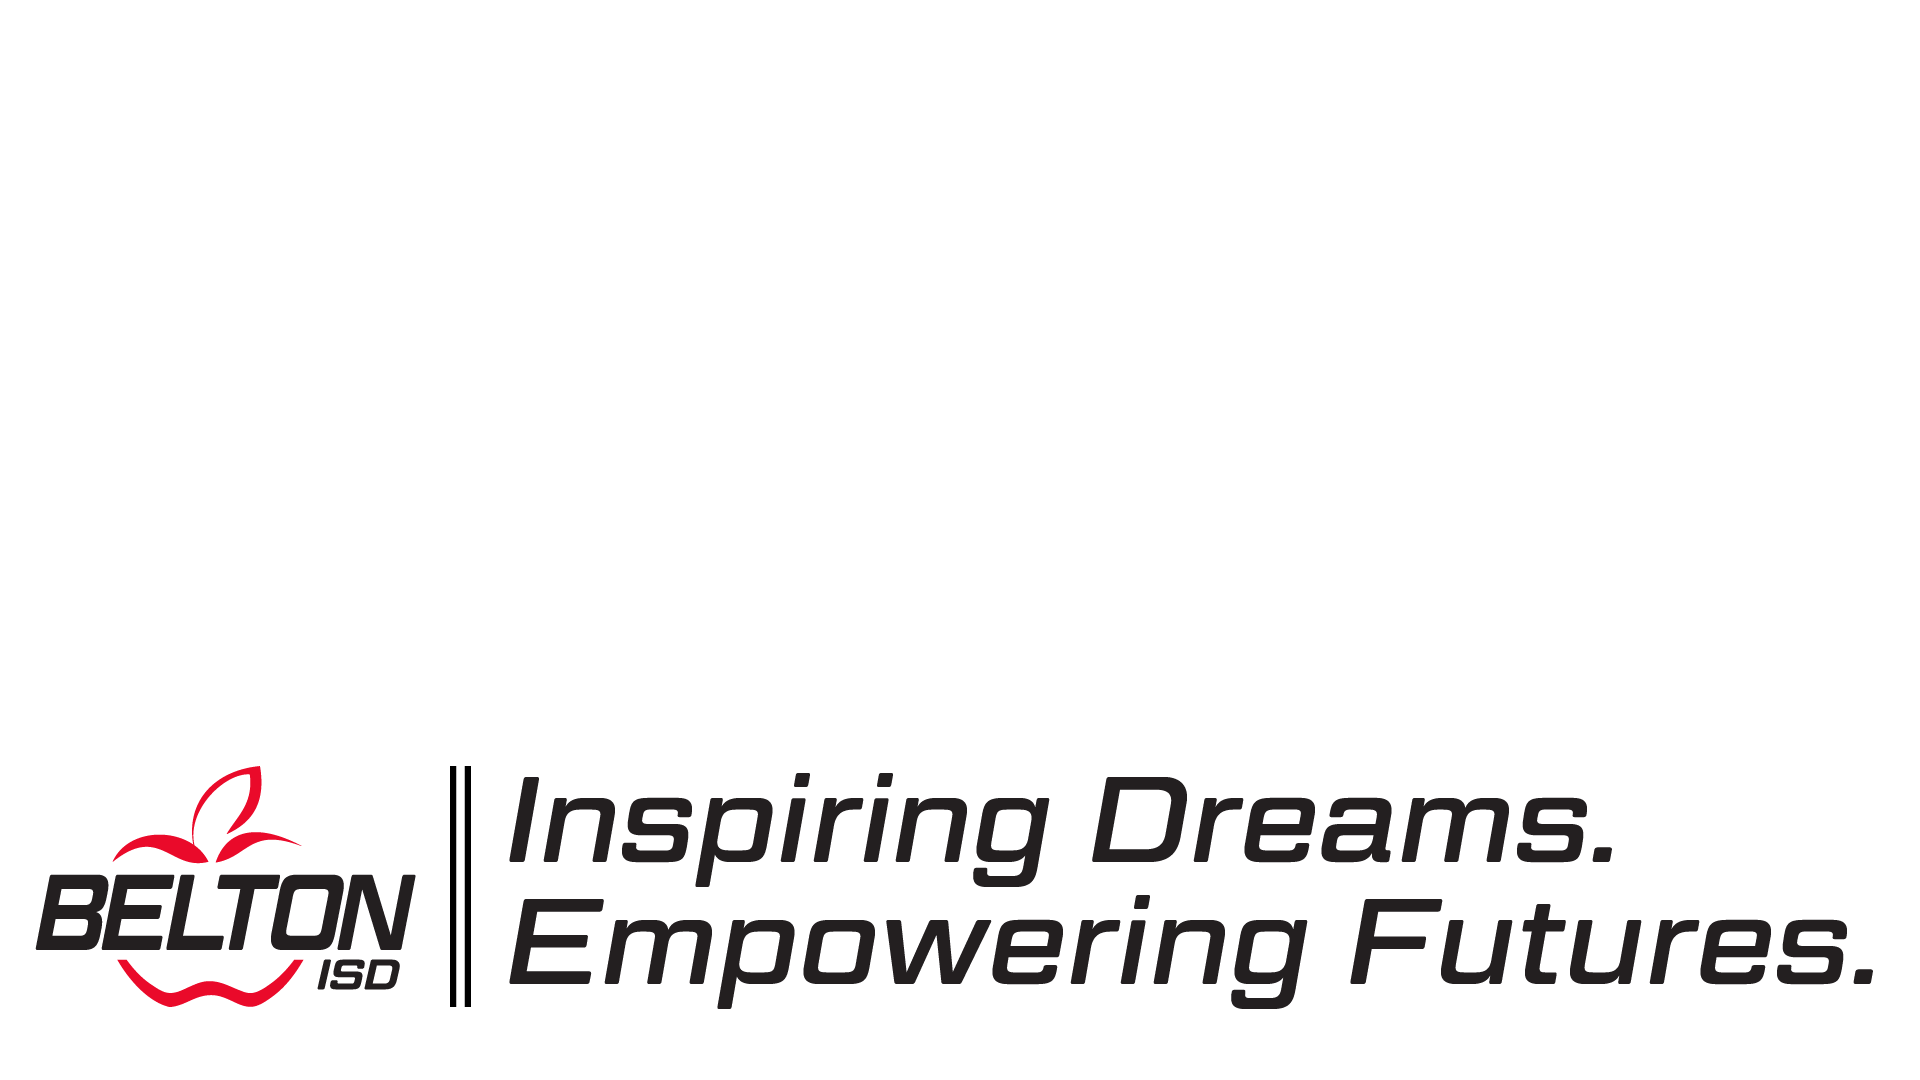 BELTON
ISD
Inspiring Dreams.
Empowering Futures.